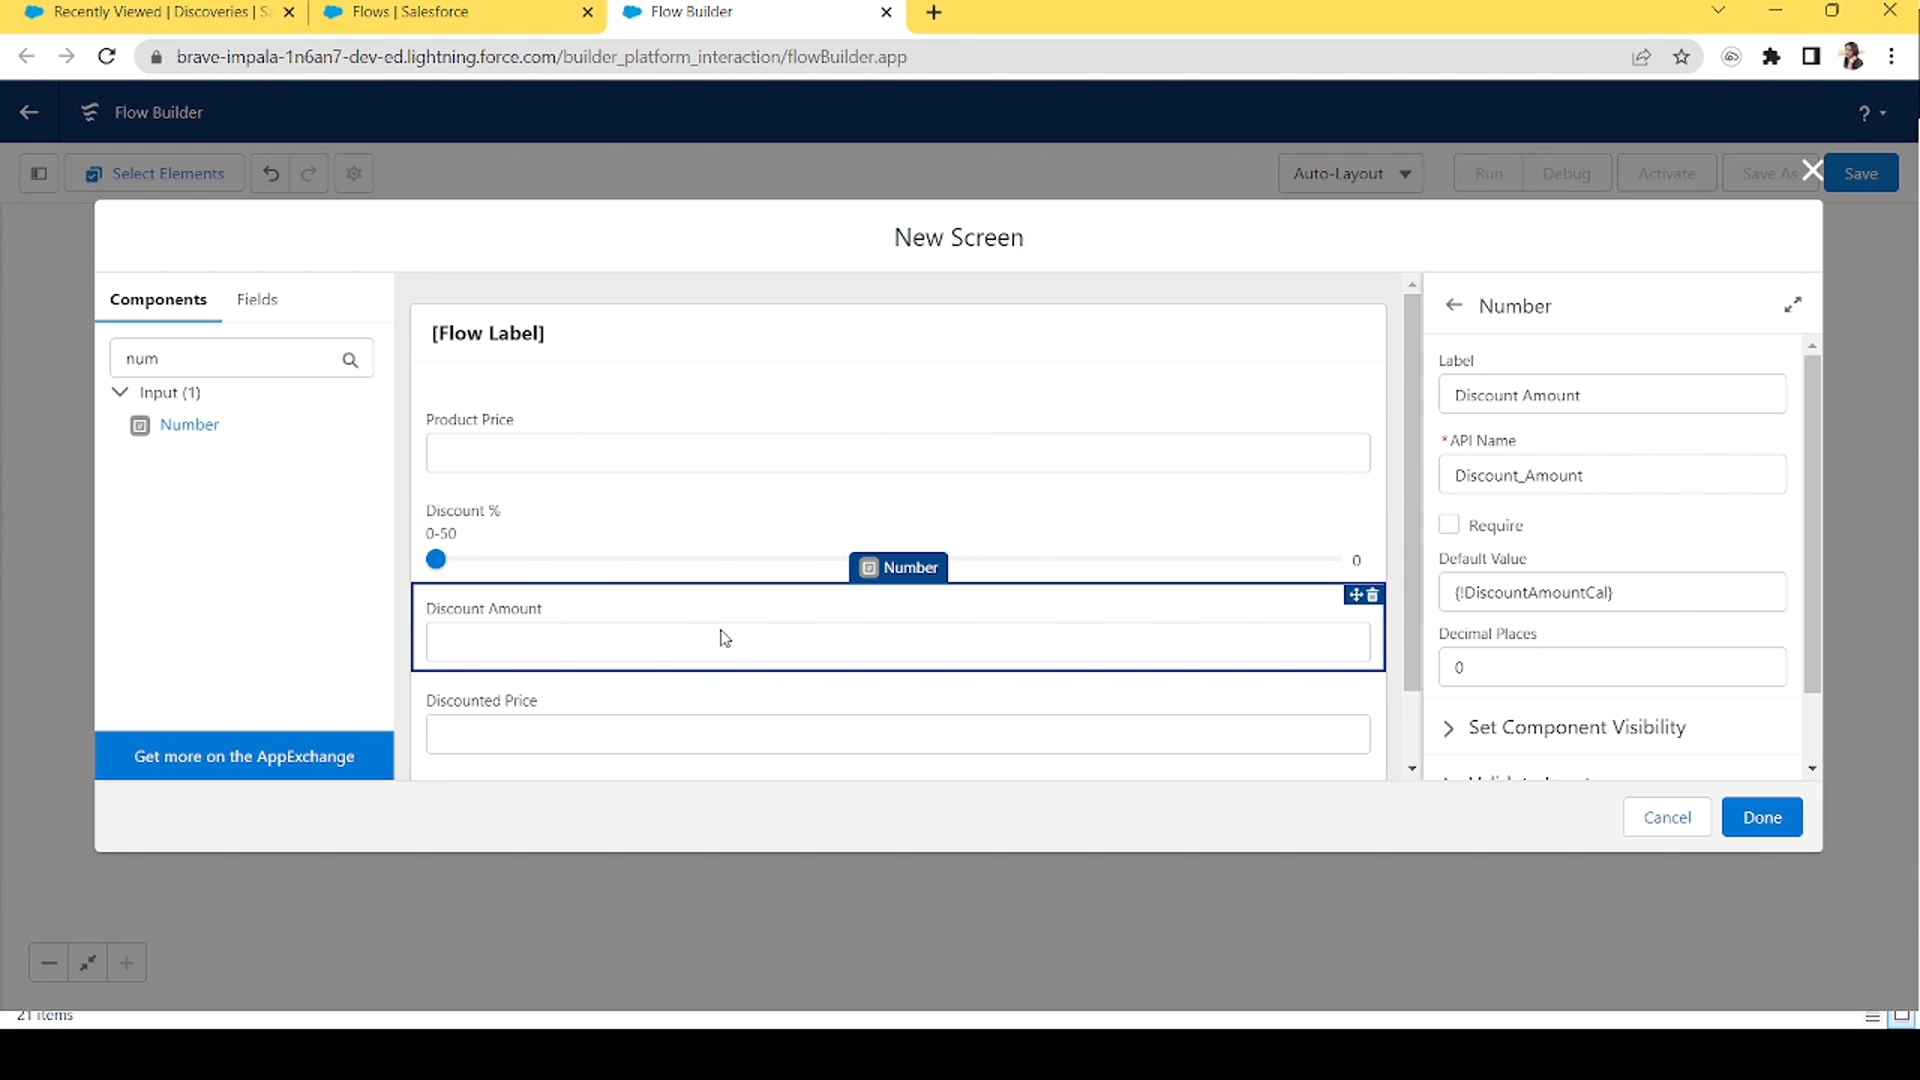 Recently Viewed | Discoveries | Sa
Flows | Salesforce
Flow Builder
brave-impala-1n6an7-dev-ed.lightning.force.com/builder_platform_interaction/flowBuilder.app
Flow Builder
?
Select Elements
Auto-Layout
Run
Debug
Activate
Save As
Save
New Screen
Components
Fields
num
Input (1)
Number
Get more on the AppExchange
[Flow Label]
Product Price
Discount %
0-50
0
Number
Discount Amount
Discounted Price
Number
Label
Discount Amount
*API Name
Discount_Amount
Require
Default Value
{!DiscountAmountCal}
Decimal Places
0
Set Component Visibility
Cancel
Done
21 items